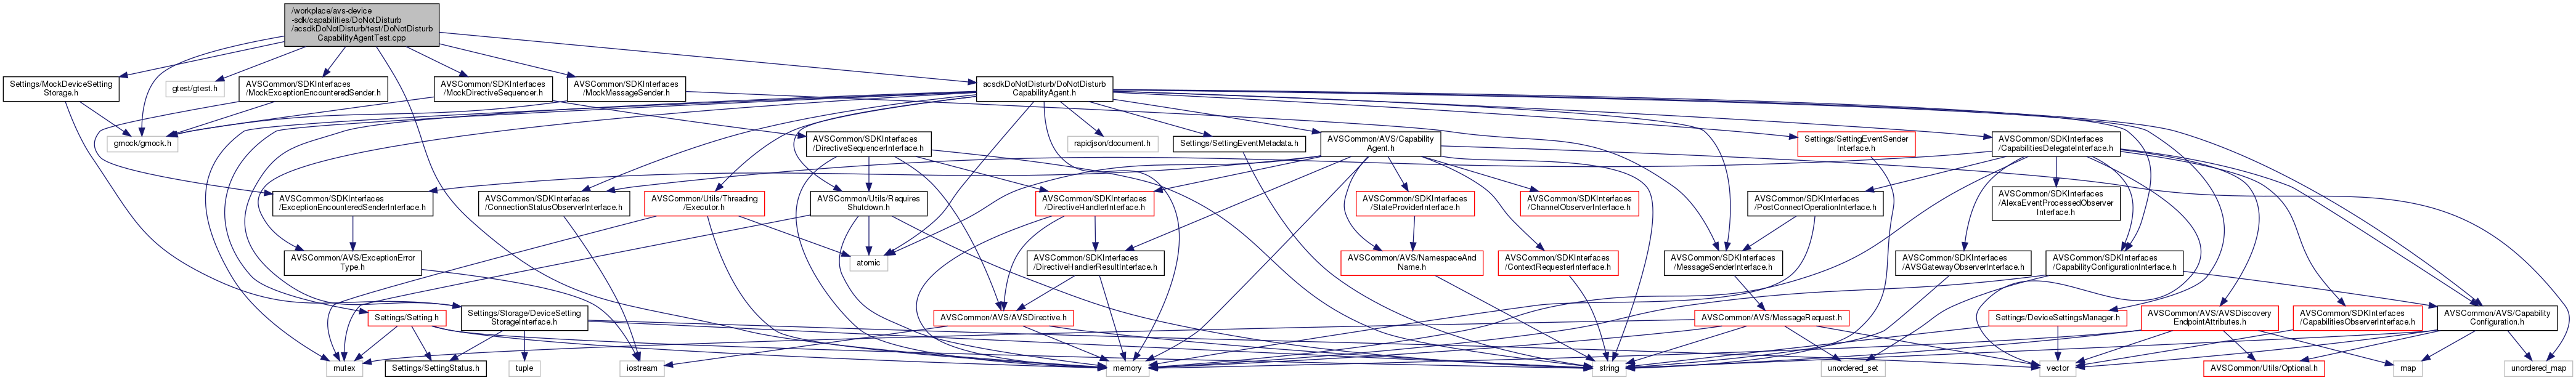 /workplace/avs-device
-sdk/capabilities/DoNotDisturb
/acsdkDoNotDisturb/test/DoNotDisturb
CapabilityAgentTest.cpp
Settings/MockDeviceSetting
Storage.h
gtest/gtest.h
AVSCommon/SDKInterfaces
/MockExceptionEncounteredSender.h
AVSCommon/SDKInterfaces
/MockDirectiveSequencer.h
AVSCommon/SDKInterfaces
/MockMessageSender.h
acsdkDoNotDisturb/DoNotDisturb
CapabilityAgent.h
gmock/gmock.h
AVSCommon/SDKInterfaces
/DirectiveSequencerInterface.h
rapidjson/document.h
Settings/SettingEventMetadata.h
AVSCommon/AVS/Capability
Agent.h
Settings/SettingEventSender
Interface.h
AVSCommon/SDKInterfaces
/CapabilitiesDelegateInterface.h
AVSCommon/SDKInterfaces
/ExceptionEncounteredSenderInterface.h
AVSCommon/SDKInterfaces
/ConnectionStatusObserverInterface.h
AVSCommon/Utils/Threading
/Executor.h
AVSCommon/Utils/Requires
Shutdown.h
AVSCommon/SDKInterfaces
/DirectiveHandlerInterface.h
AVSCommon/SDKInterfaces
/StateProviderInterface.h
AVSCommon/SDKInterfaces
/ChannelObserverInterface.h
AVSCommon/SDKInterfaces
/PostConnectOperationInterface.h
AVSCommon/SDKInterfaces
/AlexaEventProcessedObserver
Interface.h
AVSCommon/AVS/ExceptionError
Type.h
atomic
AVSCommon/SDKInterfaces
/DirectiveHandlerResultInterface.h
AVSCommon/AVS/NamespaceAnd
Name.h
AVSCommon/SDKInterfaces
/ContextRequesterInterface.h
AVSCommon/SDKInterfaces
/MessageSenderInterface.h
AVSCommon/SDKInterfaces
/AVSGatewayObserverInterface.h
AVSCommon/SDKInterfaces
/CapabilityConfigurationInterface.h
Settings/Setting.h
Settings/Storage/DeviceSetting
StorageInterface.h
AVSCommon/AVS/AVSDirective.h
AVSCommon/AVS/MessageRequest.h
Settings/DeviceSettingsManager.h
AVSCommon/AVS/AVSDiscovery
EndpointAttributes.h
AVSCommon/SDKInterfaces
/CapabilitiesObserverInterface.h
AVSCommon/AVS/Capability
Configuration.h
mutex
Settings/SettingStatus.h
tuple
iostream
memory
string
unordered_set
vector
AVSCommon/Utils/Optional.h
map
unordered_map